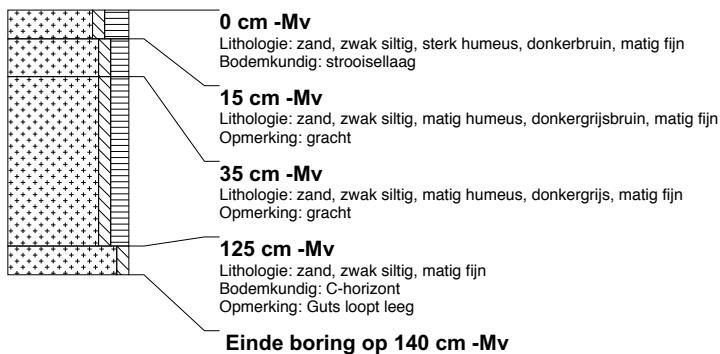 0 cm -Mv
Lithologie: zand, zwak siltig, sterk humeus, donkerbruin, matig fijn
Bodemkundig: strooisellaag
15 cm -Mv
Lithologie: zand, zwak siltig, matig humeus, donkergrijsbruin, matig fijn
Opmerking: gracht
35 cm -Mv
Lithologie: zand, zwak siltig, matig humeus, donkergrijs, matig fijn
Opmerking: gracht
125 cm -Mv
Lithologie: zand, zwak siltig, matig fijn
Bodemkundig: C-horizont
Opmerking: Guts loopt leeg
Einde boring op 140 cm -Mv